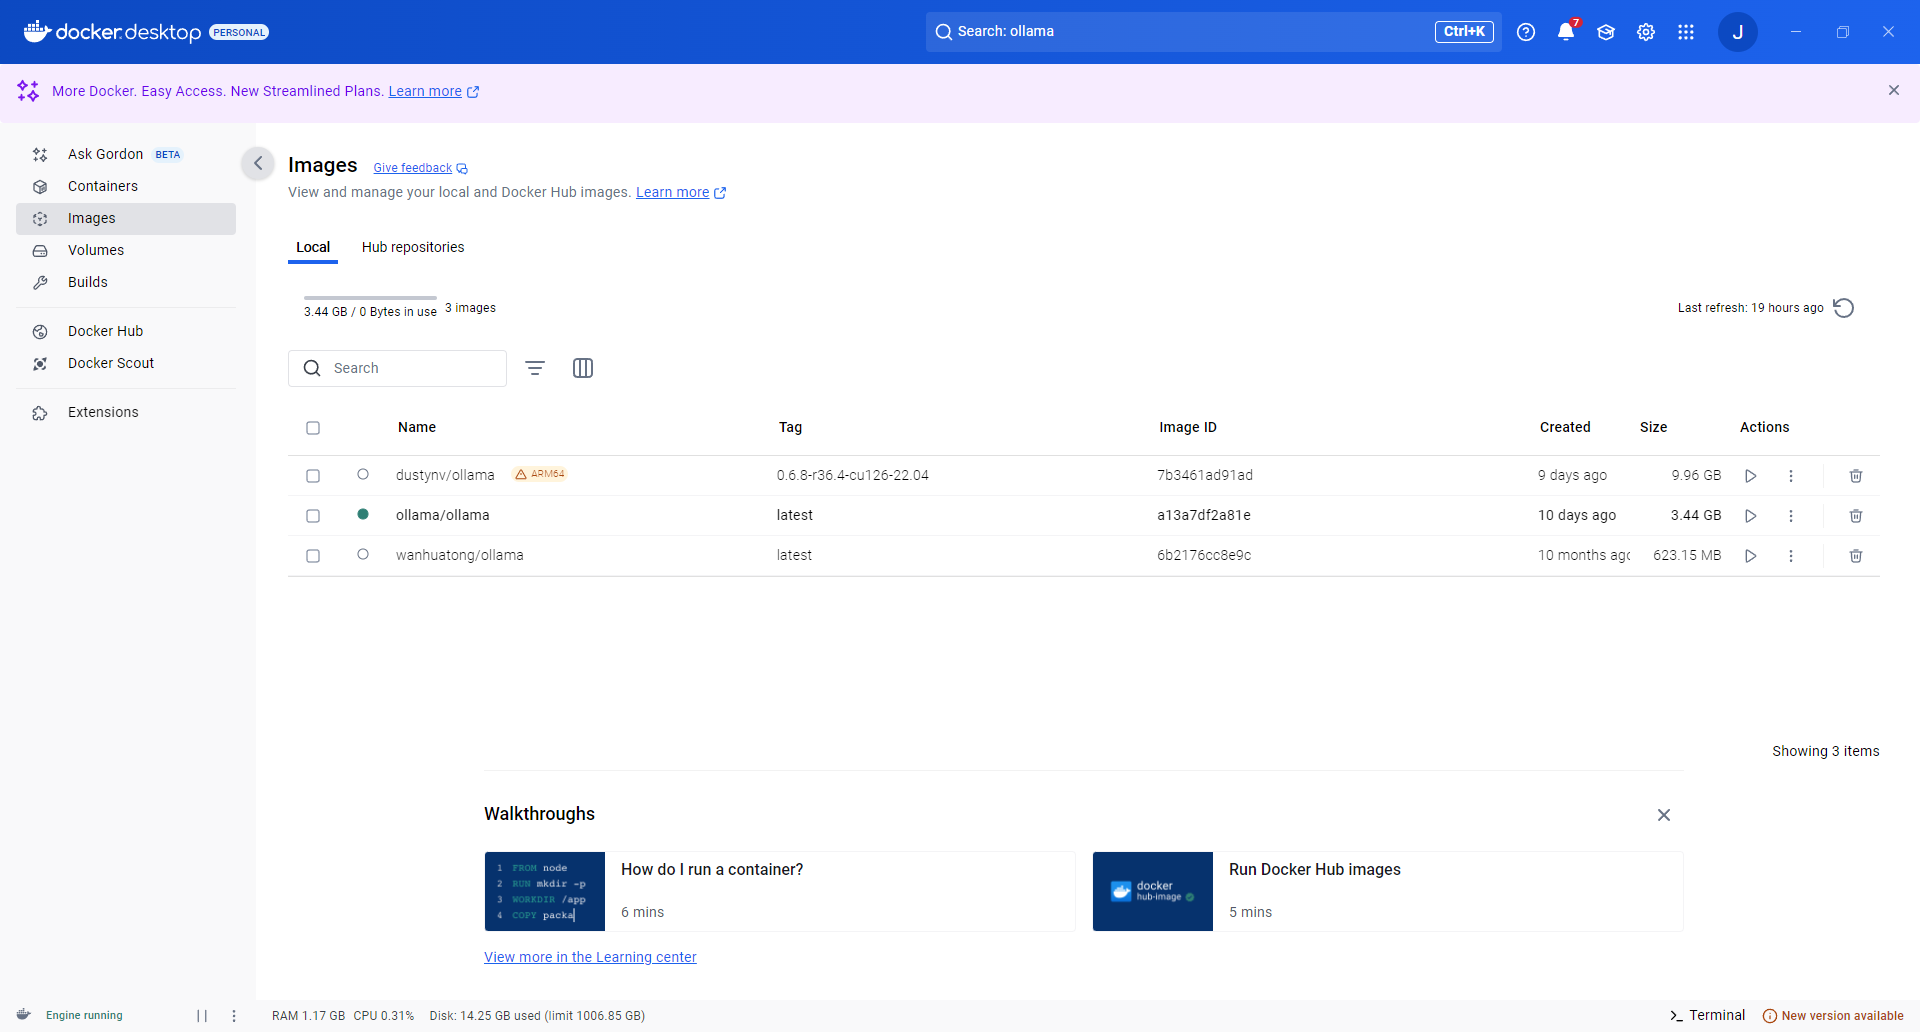 docker.desktop PERSONAL
Search: ollama
Ctrl+K
7
J
More Docker. Easy Access. New Streamlined Plans. Learn more
Ask Gordon BETA
Containers
Images
Volumes
Builds
Docker Hub
Docker Scout
Extensions
Images Give feedback
View and manage your local and Docker Hub images. Learn more
Local Hub repositories
3.44 GB / 0 Bytes in use 3 images
Last refresh: 19 hours ago
Search
Name Tag Image ID Created Size Actions
dustynv/ollama ARM64 0.6.8-r36.4-cu126-22.04 7b3461ad91ad 9 days ago 9.96 GB
ollama/ollama latest a13a7df2a81e 10 days ago 3.44 GB
wanhuatong/ollama latest 6b2176cc8e9c 10 months ago 623.15 MB
Showing 3 items
Walkthroughs
1 FROM node
2 RUN mkdir -p
3 WORKDIR /app
4 COPY packa
How do I run a container?
6 mins
docker
hub-image
Run Docker Hub images
5 mins
View more in the Learning center
Engine running
RAM 1.17 GB CPU 0.31% Disk: 14.25 GB used (limit 1006.85 GB)
Terminal
New version available